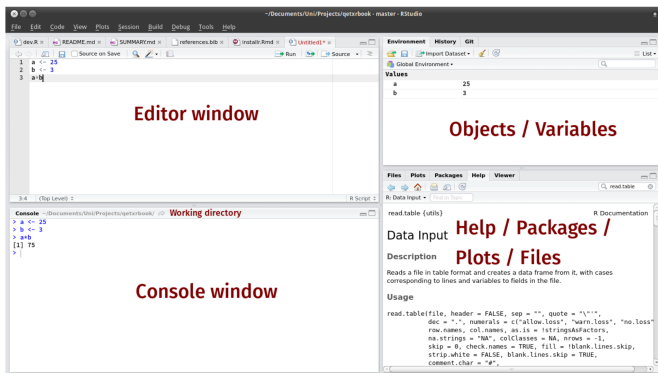 ~/Documents/Uni/Projects/qetxrbook - master - RStudio
File Edit Code View Plots Session Build Debug Tools Help
dev.R × README.md × SUMMARY.md × references.bib × installr.Rmd × Untitled1* ×
Source on Save Run Source
1 a <- 25
2 b <- 3
3 a*b
Editor window
3:4 (Top Level) R Script
Console ~/Documents/Uni/Projects/qetxrbook/ Working directory
> a <- 25
> b <- 3
> a*b
[1] 75
>
Console window
Environment History Git
Import Dataset List
Global Environment
Values
a 25
b 3
Objects / Variables
Files Plots Packages Help Viewer
read.table
R: Data Input Find in Topic
read.table {utils} R Documentation
Data Input
Help / Packages /
Plots / Files
Description
Reads a file in table format and creates a data frame from it, with cases
corresponding to lines and variables to fields in the file.
Usage
read.table(file, header = FALSE, sep = "", quote = "\"'",
dec = ".", numerals = c("allow.loss", "warn.loss", "no.loss"
row.names, col.names, as.is = !stringsAsFactors,
na.strings = "NA", colClasses = NA, nrows = -1,
skip = 0, check.names = TRUE, fill = !blank.lines.skip,
strip.white = FALSE, blank.lines.skip = TRUE,
comment.char = "#",